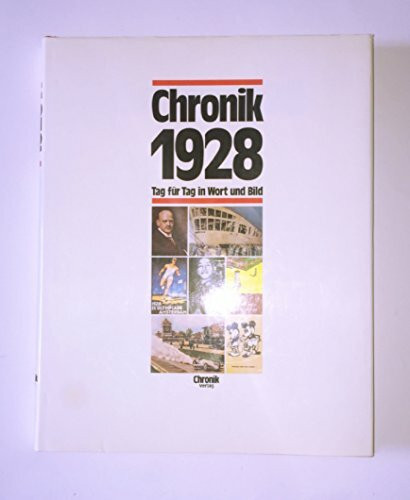 Chronik
1928
Tag für Tag in Wort und Bild
Chronik
verlag